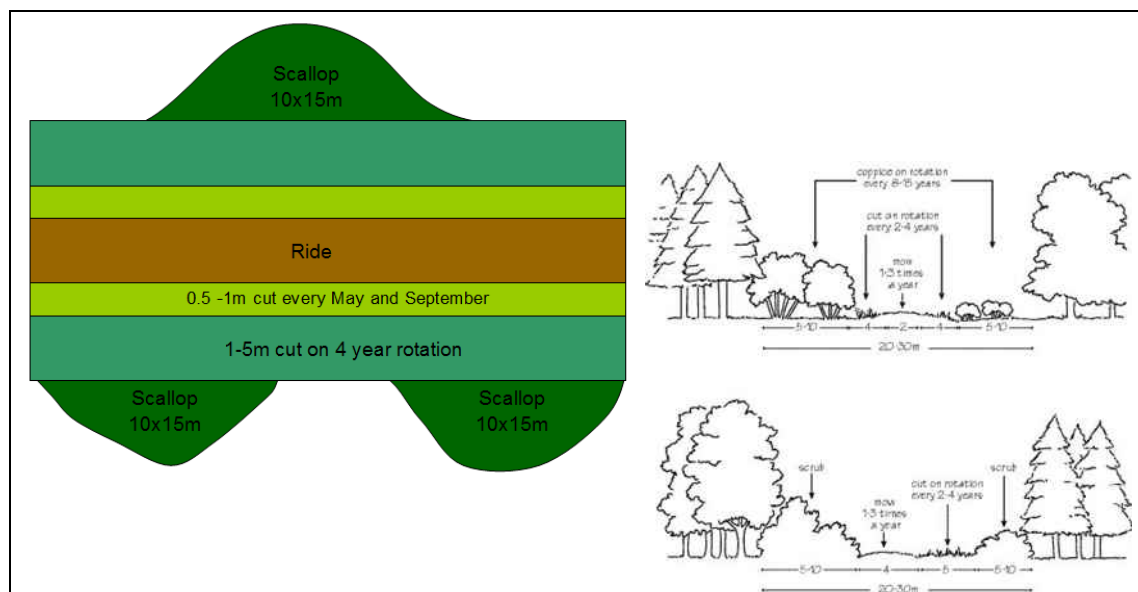 Scallop
10x15m
Ride
0.5 -1m cut every May and September
1-5m cut on 4 year rotation
Scallop
10x15m
Scallop
10x15m
coppice on rotation
every 8-15 years
cut on rotation
every 2-4 years
mow
1-3 times
a year
5-10 4 2 4 5-10
20-30m
scrub
scrub
cut on rotation
every 2-4 years
mow
1-3 times
a year
5-10 4 5 5-10
20-30m